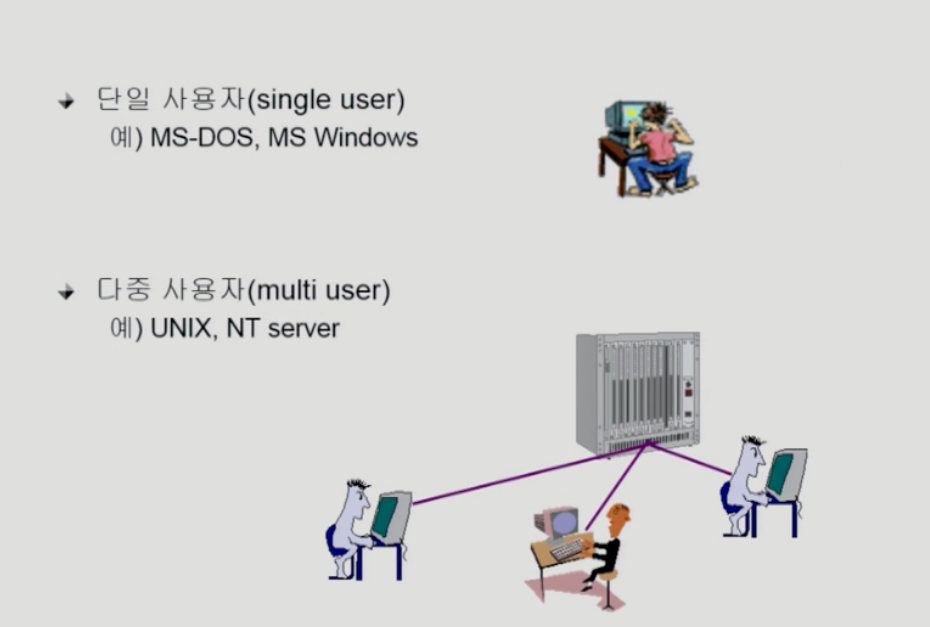 단일 사용자(single user)
예) MS-DOS, MS Windows
다중 사용자(multi user)
예) UNIX, NT server